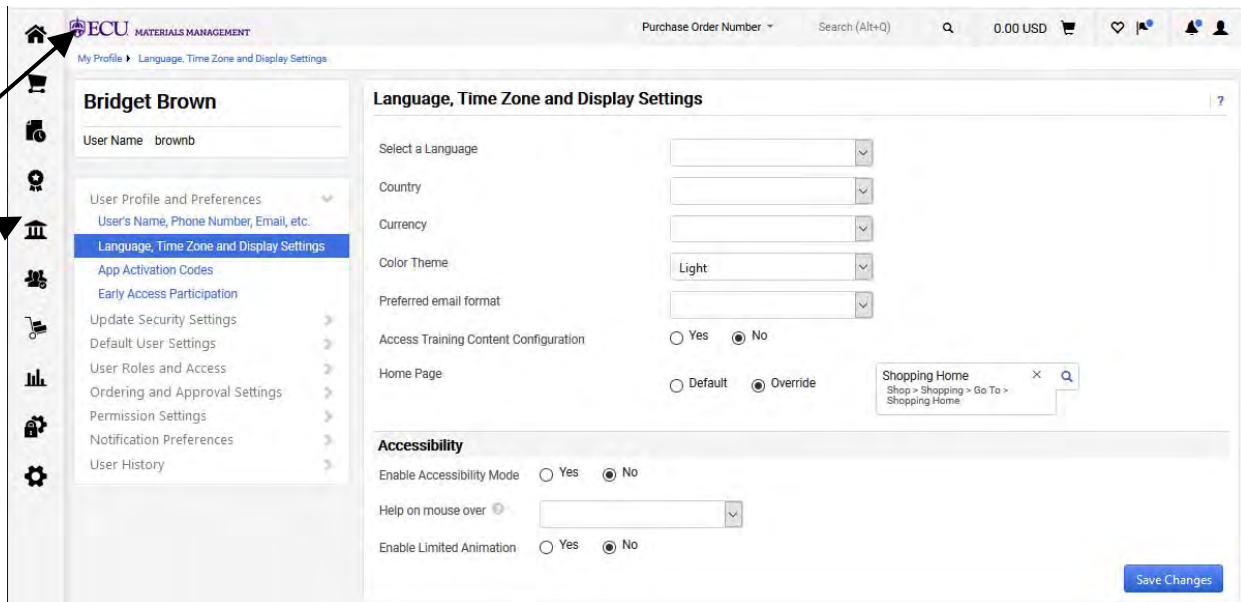 ECU MATERIALS MANAGEMENT
Purchase Order Number
Search (Alt+Q)
0.00 USD
My Profile
Language, Time Zone and Display Settings
Bridget Brown
User Name brownb
User Profile and Preferences
User's Name, Phone Number, Email, etc.
Language, Time Zone and Display Settings
App Activation Codes
Early Access Participation
Update Security Settings
Default User Settings
User Roles and Access
Ordering and Approval Settings
Permission Settings
Notification Preferences
User History
Language, Time Zone and Display Settings
?
Select a Language
Country
Currency
Color Theme
Light
Preferred email format
Access Training Content Configuration
Yes No
Home Page
Default Override
Shopping Home
Shop > Shopping > Go To >
Shopping Home
Accessibility
Enable Accessibility Mode Yes No
Help on mouse over ?
Enable Limited Animation Yes No
Save Changes